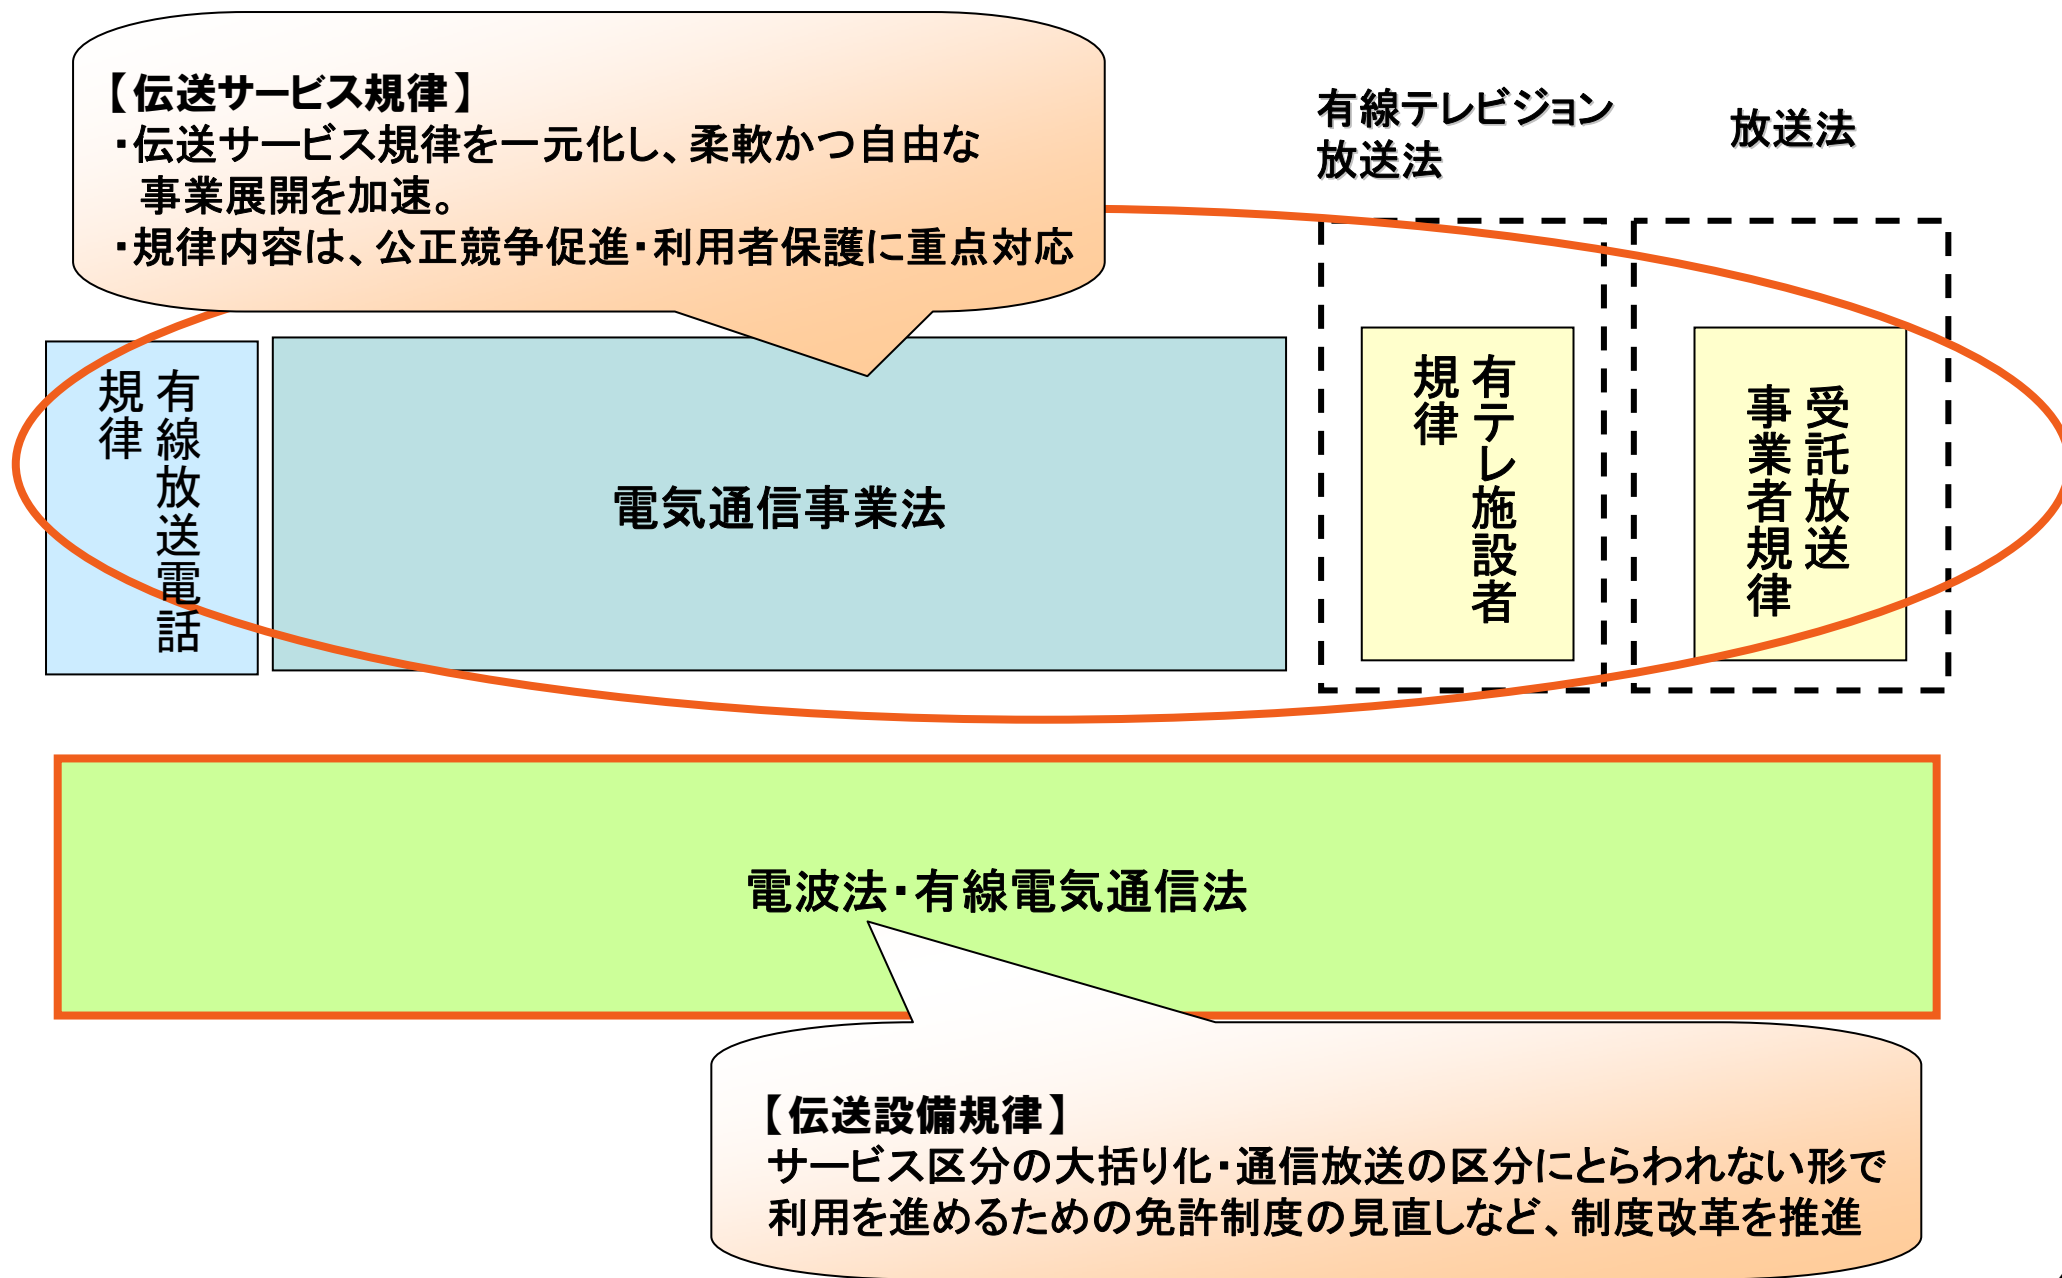 【伝送サービス規律】
・伝送サービス規律を一元化し、柔軟かつ自由な
事業展開を加速。
・規律内容は、公正競争促進・利用者保護に重点対応
有線テレビジョン
放送法
放送法
有線放送電話
規律
電気通信事業法
有テレ施設者
規律
受託放送
事業者規律
電波法・有線電気通信法
【伝送設備規律】
サービス区分の大括り化・通信放送の区分にとらわれない形で
利用を進めるための免許制度の見直しなど、制度改革を推進